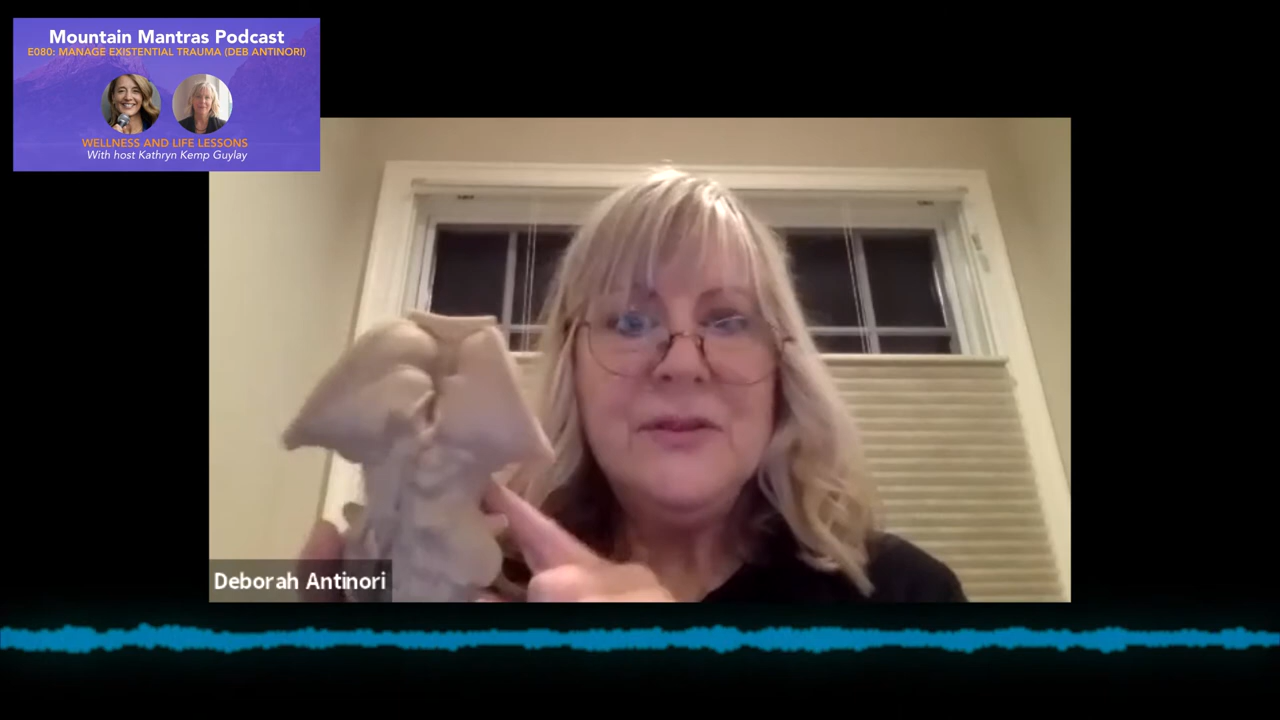 Mountain Mantras Podcast
E080: MANAGE EXISTENTIAL TRAUMA (DEB ANTINORI)
WELLNESS AND LIFE LESSONS
With host Kathryn Kemp Guylay
Deborah Antinori